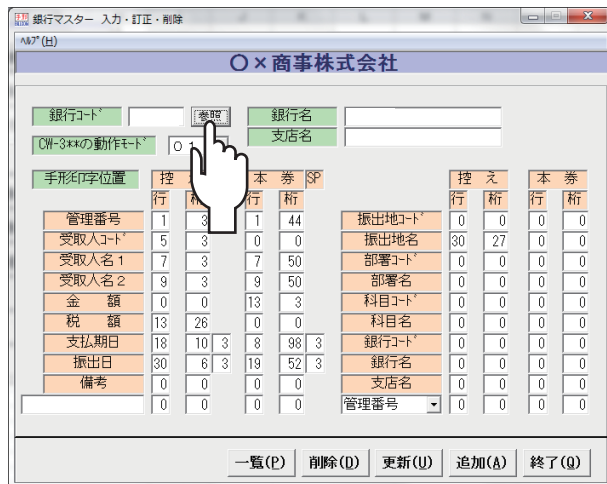 銀行マスター 入力・訂正・削除
ﾍﾙﾌﾟ(H)
〇×商事株式会社
銀行ｺｰﾄﾞ 参照 銀行名
CW-3**の動作ﾓｰﾄﾞ 0 支店名
手形印字位置 控 本 券 SP 控 え 本 券
行 行 桁 行 桁 行 桁
管理番号 1 3 1 44 振出地ｺｰﾄﾞ 0 0 0 0
受取人ｺｰﾄﾞ 5 3 0 0 振出地名 30 27 0 0
受取人名1 7 3 7 50 部署ｺｰﾄﾞ 0 0 0 0
受取人名2 9 3 9 50 部署名 0 0 0 0
金 額 0 0 13 3 科目ｺｰﾄﾞ 0 0 0 0
税 額 13 26 0 0 科目名 0 0 0 0
支払期日 18 10 3 8 98 3 銀行ｺｰﾄﾞ 0 0 0 0
振出日 30 6 3 19 52 3 銀行名 0 0 0 0
備考 0 0 0 0 支店名 0 0 0 0
0 0 0 0 管理番号 0 0 0 0
一覧(P) 削除(D) 更新(U) 追加(A) 終了(Q)